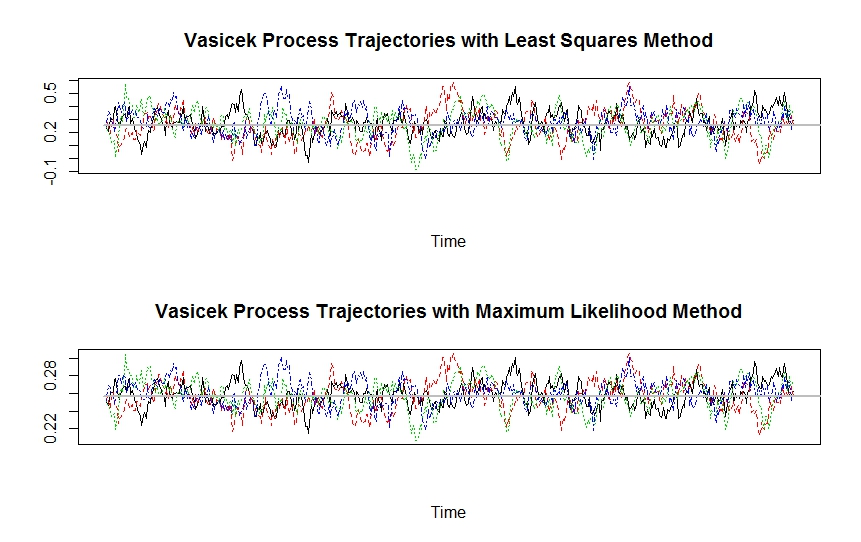 Vasicek Process Trajectories with Least Squares Method
0.5
0.2
-0.1
Time
Vasicek Process Trajectories with Maximum Likelihood Method
0.28
0.22
Time